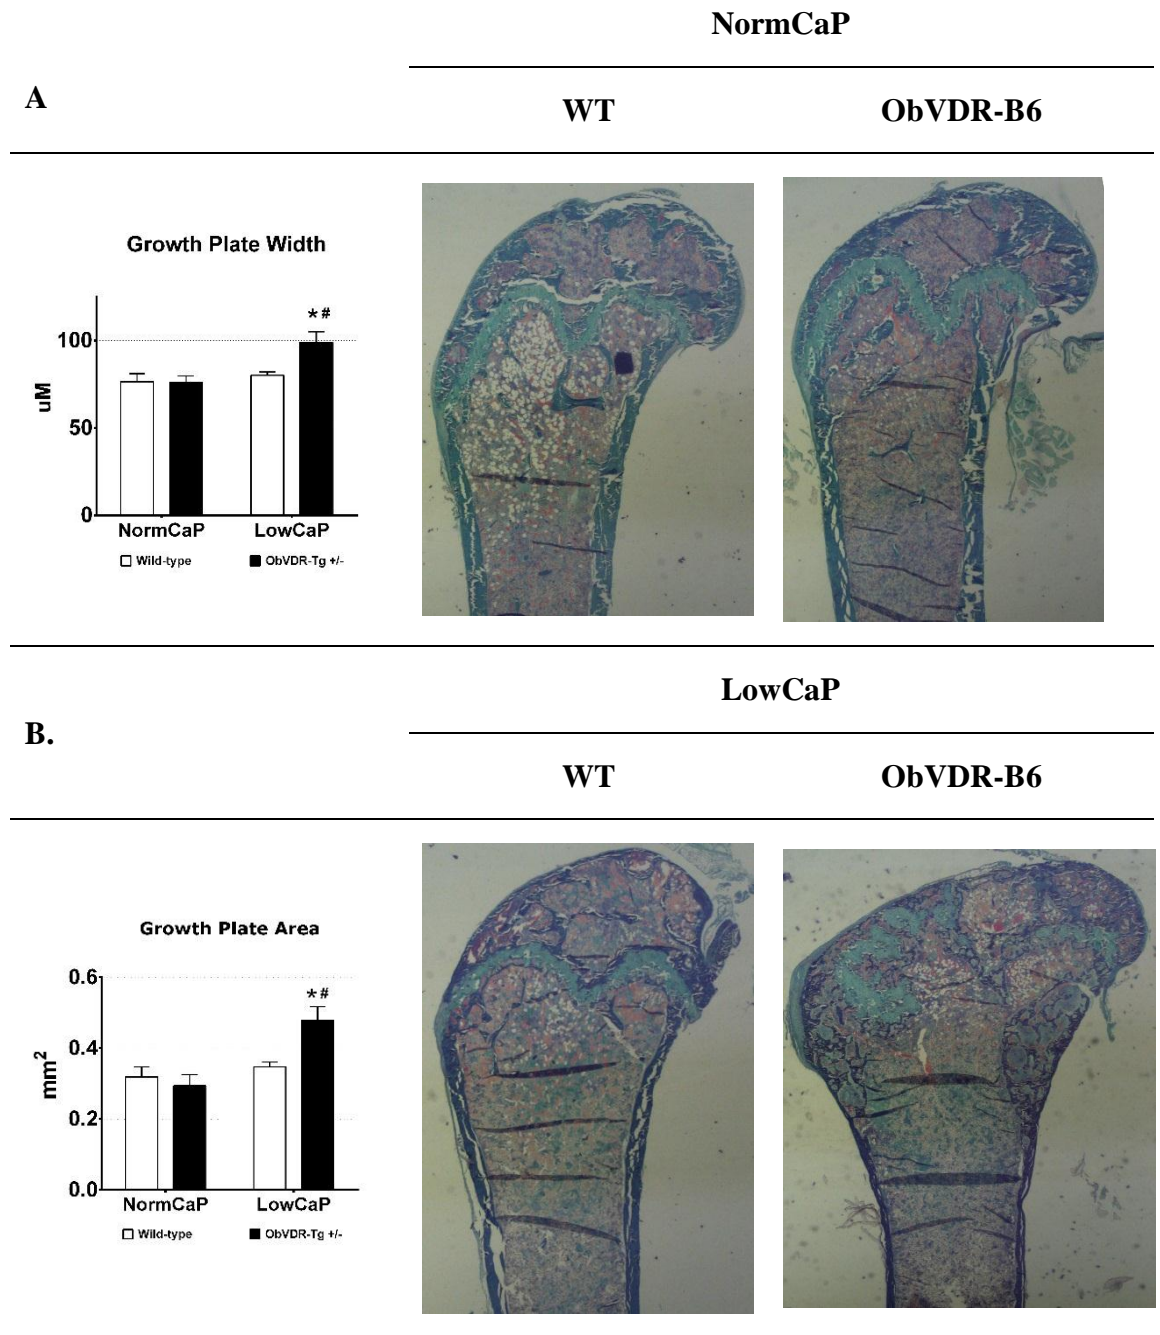 NormCaP
A
WT ObVDR-B6
Growth Plate Width
*#
100
uM
50
0
NormCaP LowCaP
Wild-type ObVDR-Tg +/-
LowCaP
B.
WT ObVDR-B6
Growth Plate Area
0.6
*#
0.4
mm²
0.2
0.0
NormCaP LowCaP
Wild-type ObVDR-Tg +/-